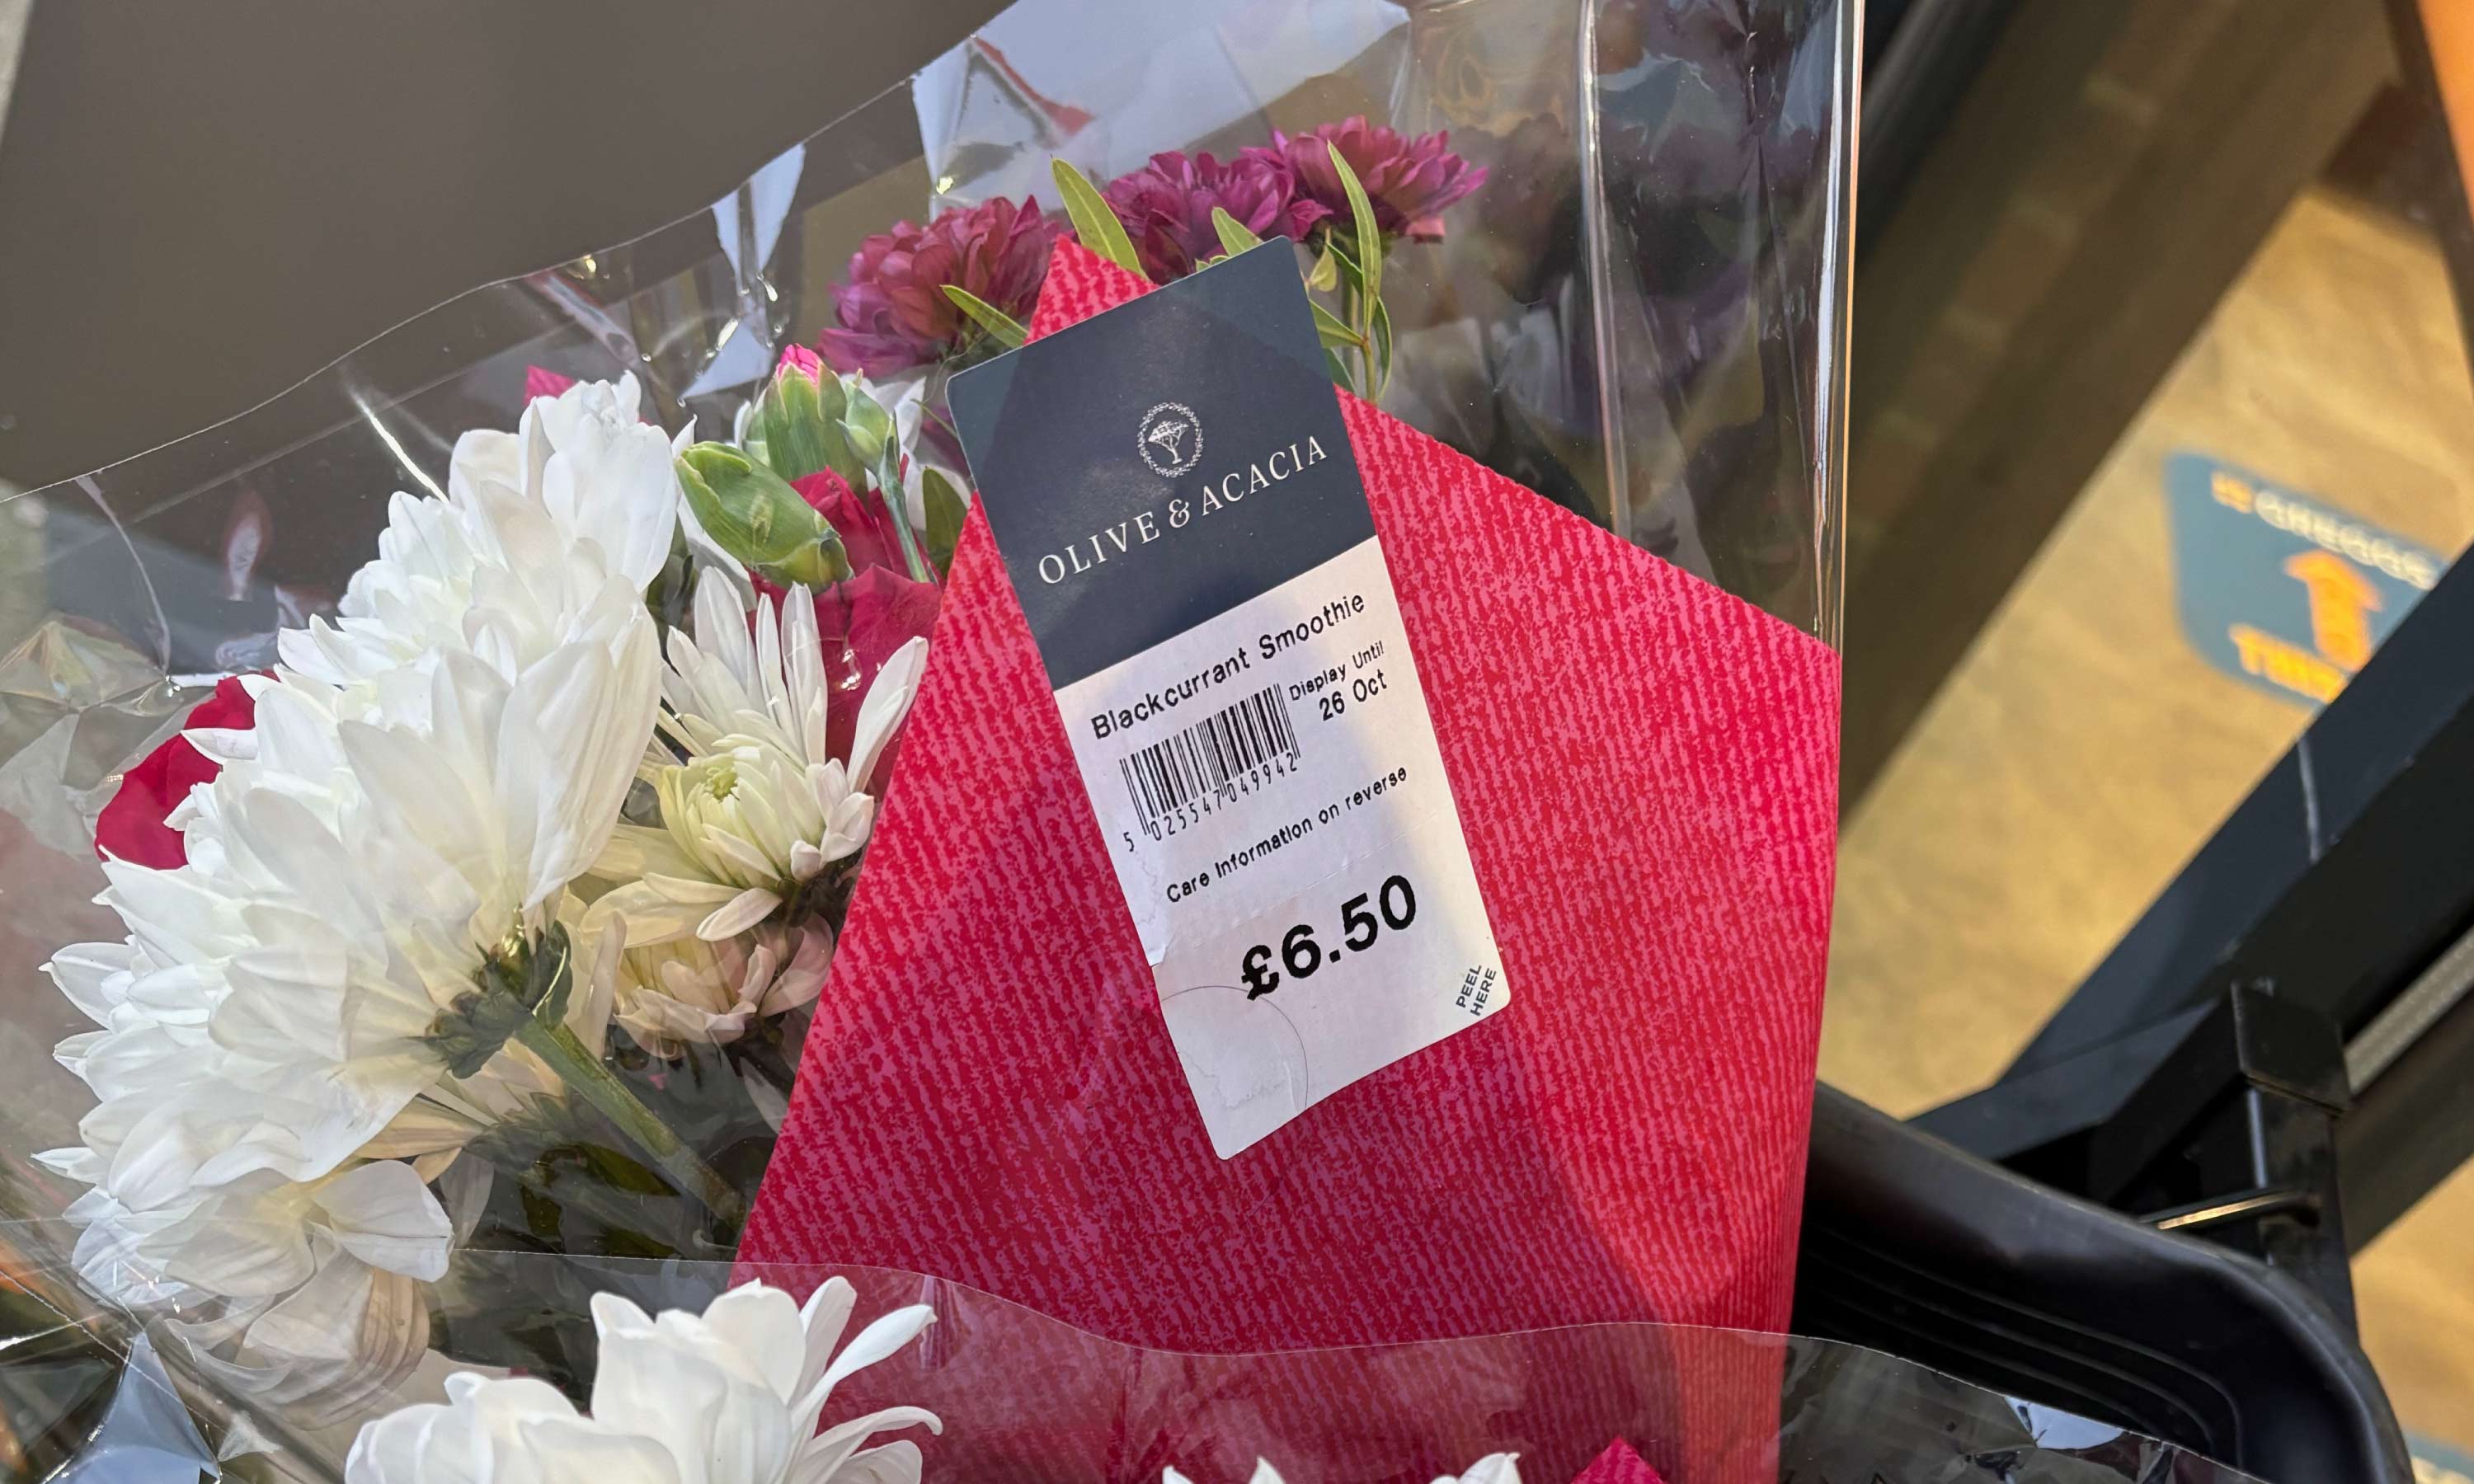 OLIVE & ACACIA
Blackcurrant Smoothie
Display Until
26 Oct
5 025547 049942
Care Information on reverse
£6.50
PEEL
HERE